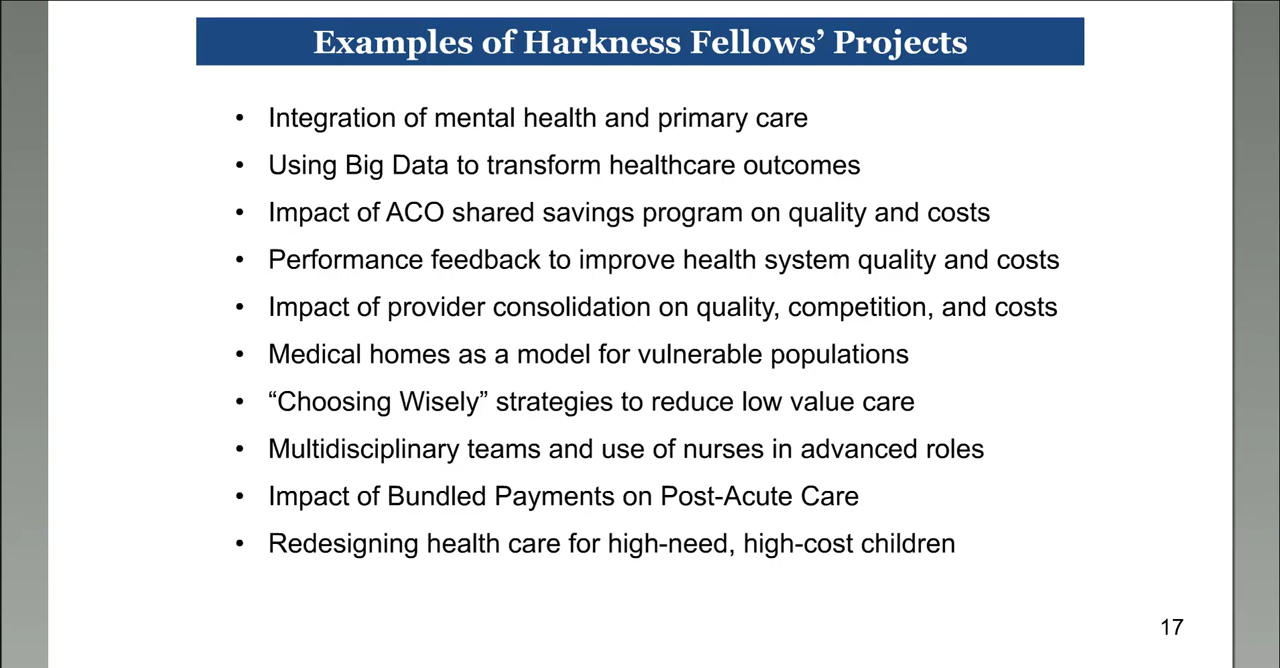 Examples of Harkness Fellows’ Projects
• Integration of mental health and primary care
• Using Big Data to transform healthcare outcomes
• Impact of ACO shared savings program on quality and costs
• Performance feedback to improve health system quality and costs
• Impact of provider consolidation on quality, competition, and costs
• Medical homes as a model for vulnerable populations
• “Choosing Wisely” strategies to reduce low value care
• Multidisciplinary teams and use of nurses in advanced roles
• Impact of Bundled Payments on Post-Acute Care
• Redesigning health care for high-need, high-cost children
17